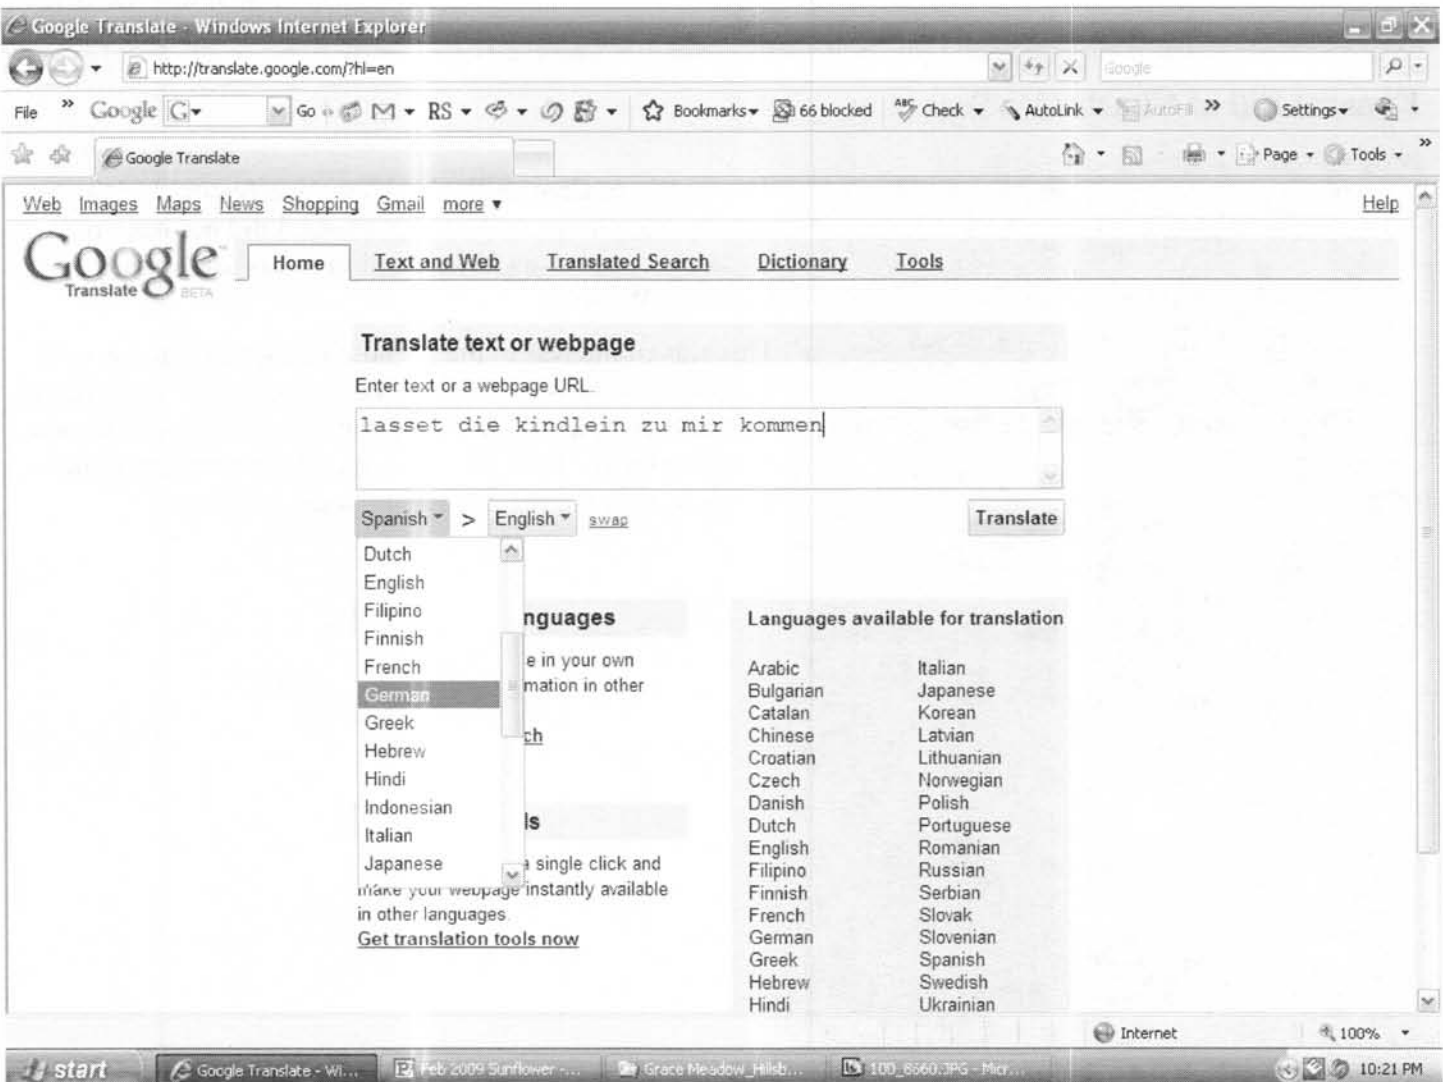 Google Translate - Windows Internet Explorer
http://translate.google.com/?hl=en
Google
File » Google G Go M RS Bookmarks 66 blocked ABC Check AutoLink AutoFill » Settings
Google Translate
Page Tools »
Web Images Maps News Shopping Gmail more ▼ Help
Google™
Translate BETA
Home Text and Web Translated Search Dictionary Tools
Translate text or webpage
Enter text or a webpage URL.
lasset die kindlein zu mir kommen
Spanish > English swap Translate
Dutch
English
Filipino
Finnish
French
German
Greek
Hebrew
Hindi
Indonesian
Italian
Japanese
nguages
e in your own
mation in other
ch
ls
a single click and
make your webpage instantly available
in other languages.
Get translation tools now
Languages available for translation
Arabic
Bulgarian
Catalan
Chinese
Croatian
Czech
Danish
Dutch
English
Filipino
Finnish
French
German
Greek
Hebrew
Hindi
Italian
Japanese
Korean
Latvian
Lithuanian
Norwegian
Polish
Portuguese
Romanian
Russian
Serbian
Slovak
Slovenian
Spanish
Swedish
Ukrainian
Internet 100%
start Google Translate - Wi... Feb 2009 Sunflower -... Grace Meadow_Hillsb... 100_8660.JPG - Micr... 10:21 PM